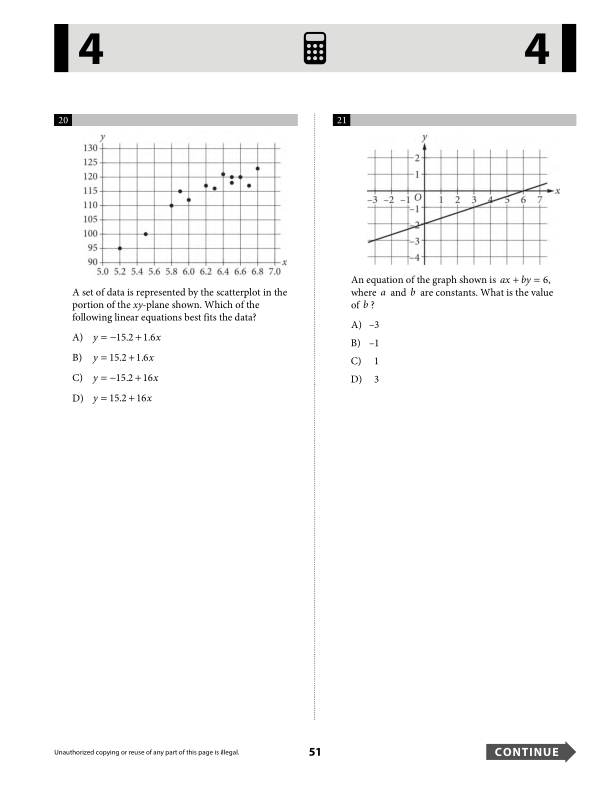 4
4
20
y
130
125
120
115
110
105
100
95
90
x
5.0 5.2 5.4 5.6 5.8 6.0 6.2 6.4 6.6 6.8 7.0
A set of data is represented by the scatterplot in the
portion of the xy-plane shown. Which of the
following linear equations best fits the data?
A) y = −15.2 + 1.6x
B) y = 15.2 + 1.6x
C) y = −15.2 + 16x
D) y = 15.2 + 16x
21
y
2
1
x
−3 −2 −1 O 1 2 3 4 5 6 7
−1
−2
−3
−4
An equation of the graph shown is ax + by = 6,
where a and b are constants. What is the value
of b ?
A) –3
B) –1
C) 1
D) 3
Unauthorized copying or reuse of any part of this page is illegal.
51
CONTINUE